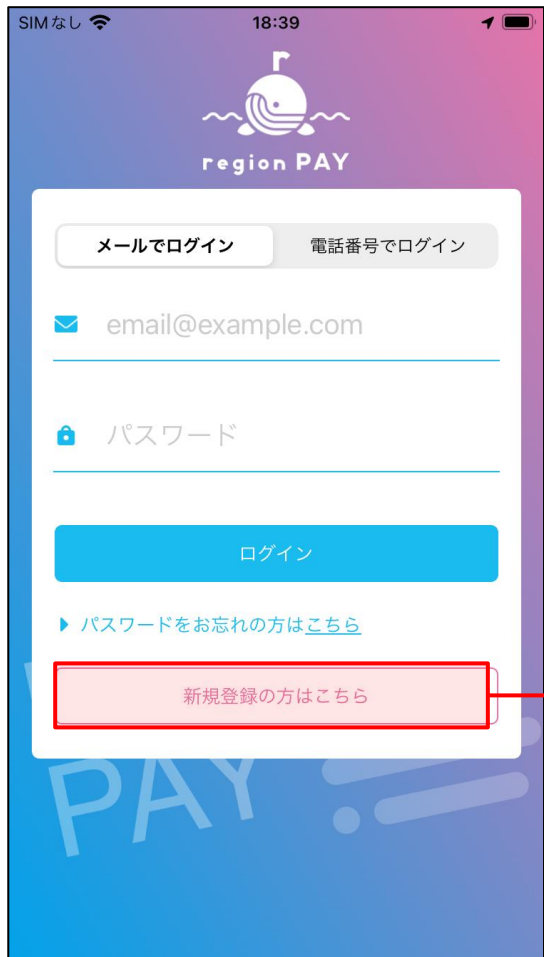 SIMなし 18:39
r
region PAY
メールでログイン 電話番号でログイン
email@example.com
パスワード
ログイン
パスワードをお忘れの方はこちら
新規登録の方はこちら
PAY